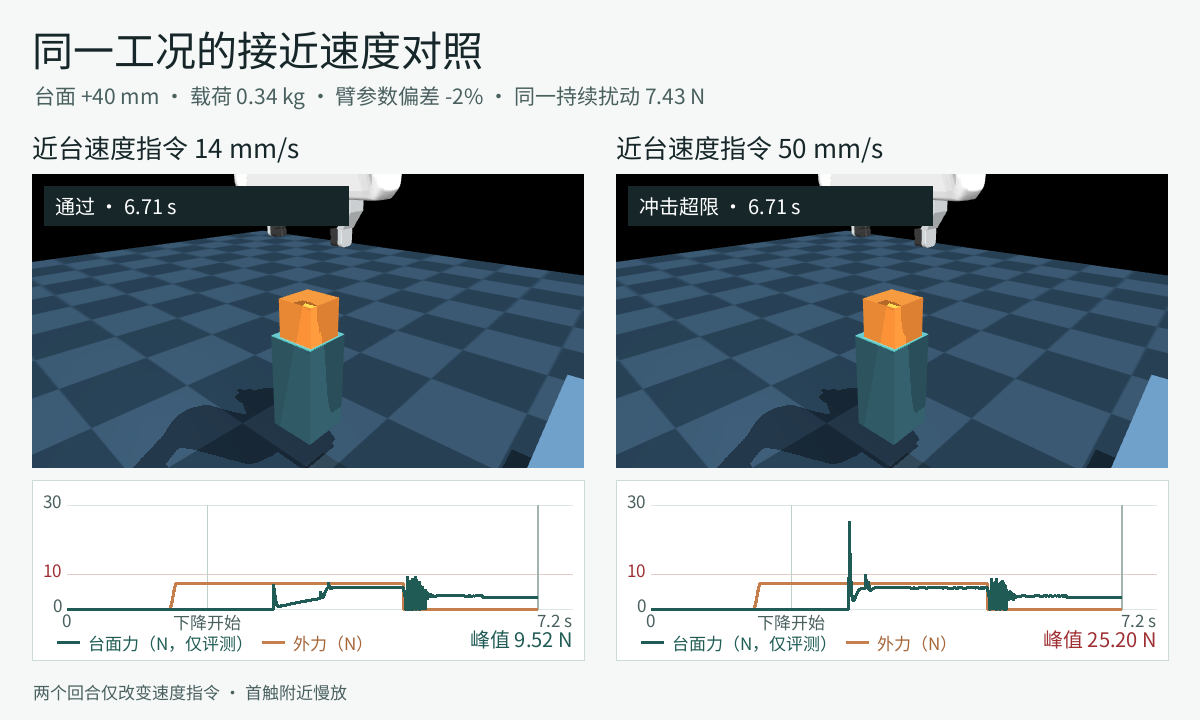 同一工况的接近速度对照
台面 +40 mm · 载荷 0.34 kg · 臂参数偏差 -2% · 同一持续扰动 7.43 N
近台速度指令 14 mm/s
通过 · 6.71 s
30
10
0
0
下降开始
7.2 s
台面力（N，仅评测）
外力（N）
峰值 9.52 N
近台速度指令 50 mm/s
冲击超限 · 6.71 s
30
10
0
0
下降开始
7.2 s
台面力（N，仅评测）
外力（N）
峰值 25.20 N
两个回合仅改变速度指令 · 首触附近慢放